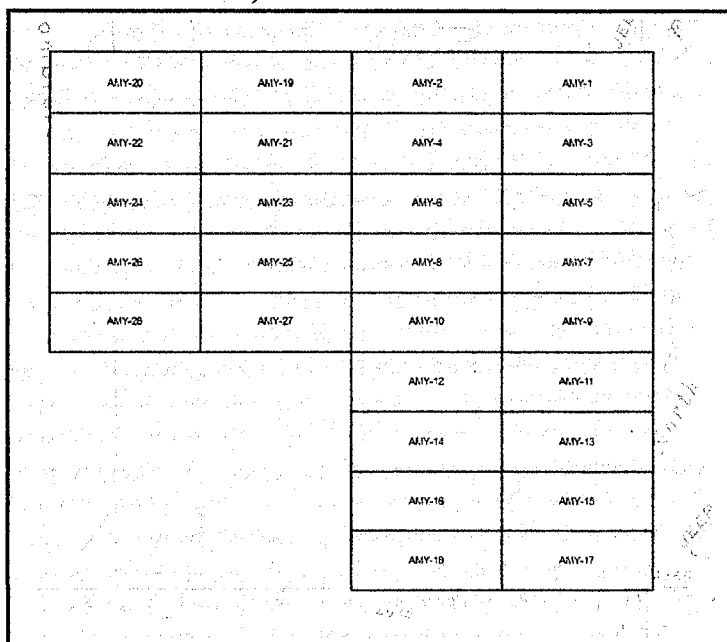 AMY-20 AMY-19 AMY-2 AMY-1
AMY-22 AMY-21 AMY-4 AMY-3
AMY-24 AMY-23 AMY-6 AMY-5
AMY-26 AMY-25 AMY-8 AMY-7
AMY-28 AMY-27 AMY-10 AMY-9
AMY-12 AMY-11
AMY-14 AMY-13
North
AMY-16 AMY-15
AMY-18 AMY-17